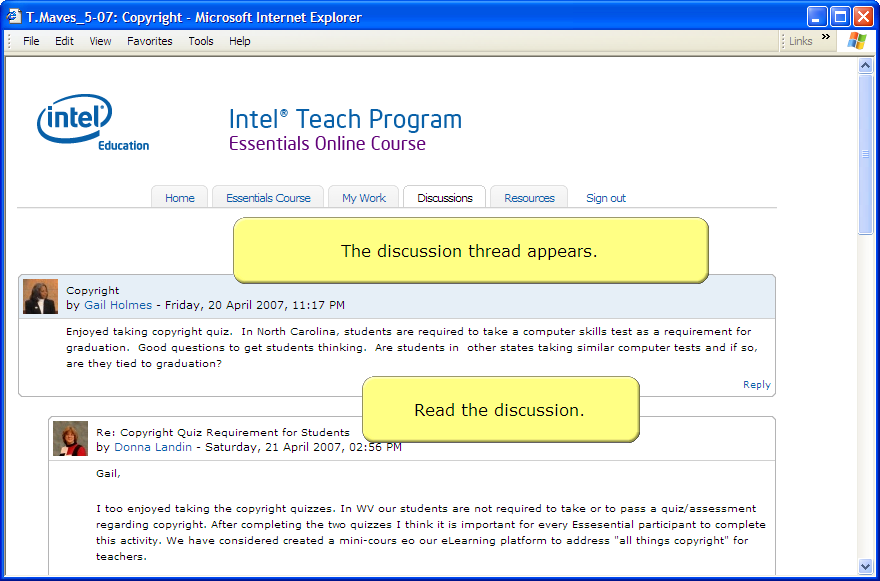 T.Maves_5-07: Copyright - Microsoft Internet Explorer
File Edit View Favorites Tools Help Links »
intel®
Education
Intel® Teach Program
Essentials Online Course
Home Essentials Course My Work Discussions Resources Sign out
The discussion thread appears.
Copyright
by Gail Holmes - Friday, 20 April 2007, 11:17 PM
Enjoyed taking copyright quiz. In North Carolina, students are required to take a computer skills test as a requirement for
graduation. Good questions to get students thinking. Are students in other states taking similar computer tests and if so,
are they tied to graduation?
Reply
Read the discussion.
Re: Copyright Quiz Requirement for Students
by Donna Landin - Saturday, 21 April 2007, 02:56 PM
Gail,
I too enjoyed taking the copyright quizzes. In WV our students are not required to take or to pass a quiz/assessment
regarding copyright. After completing the two quizzes I think it is important for every Essesential participant to complete
this activity. We have considered created a mini-cours eo our eLearning platform to address "all things copyright" for
teachers.